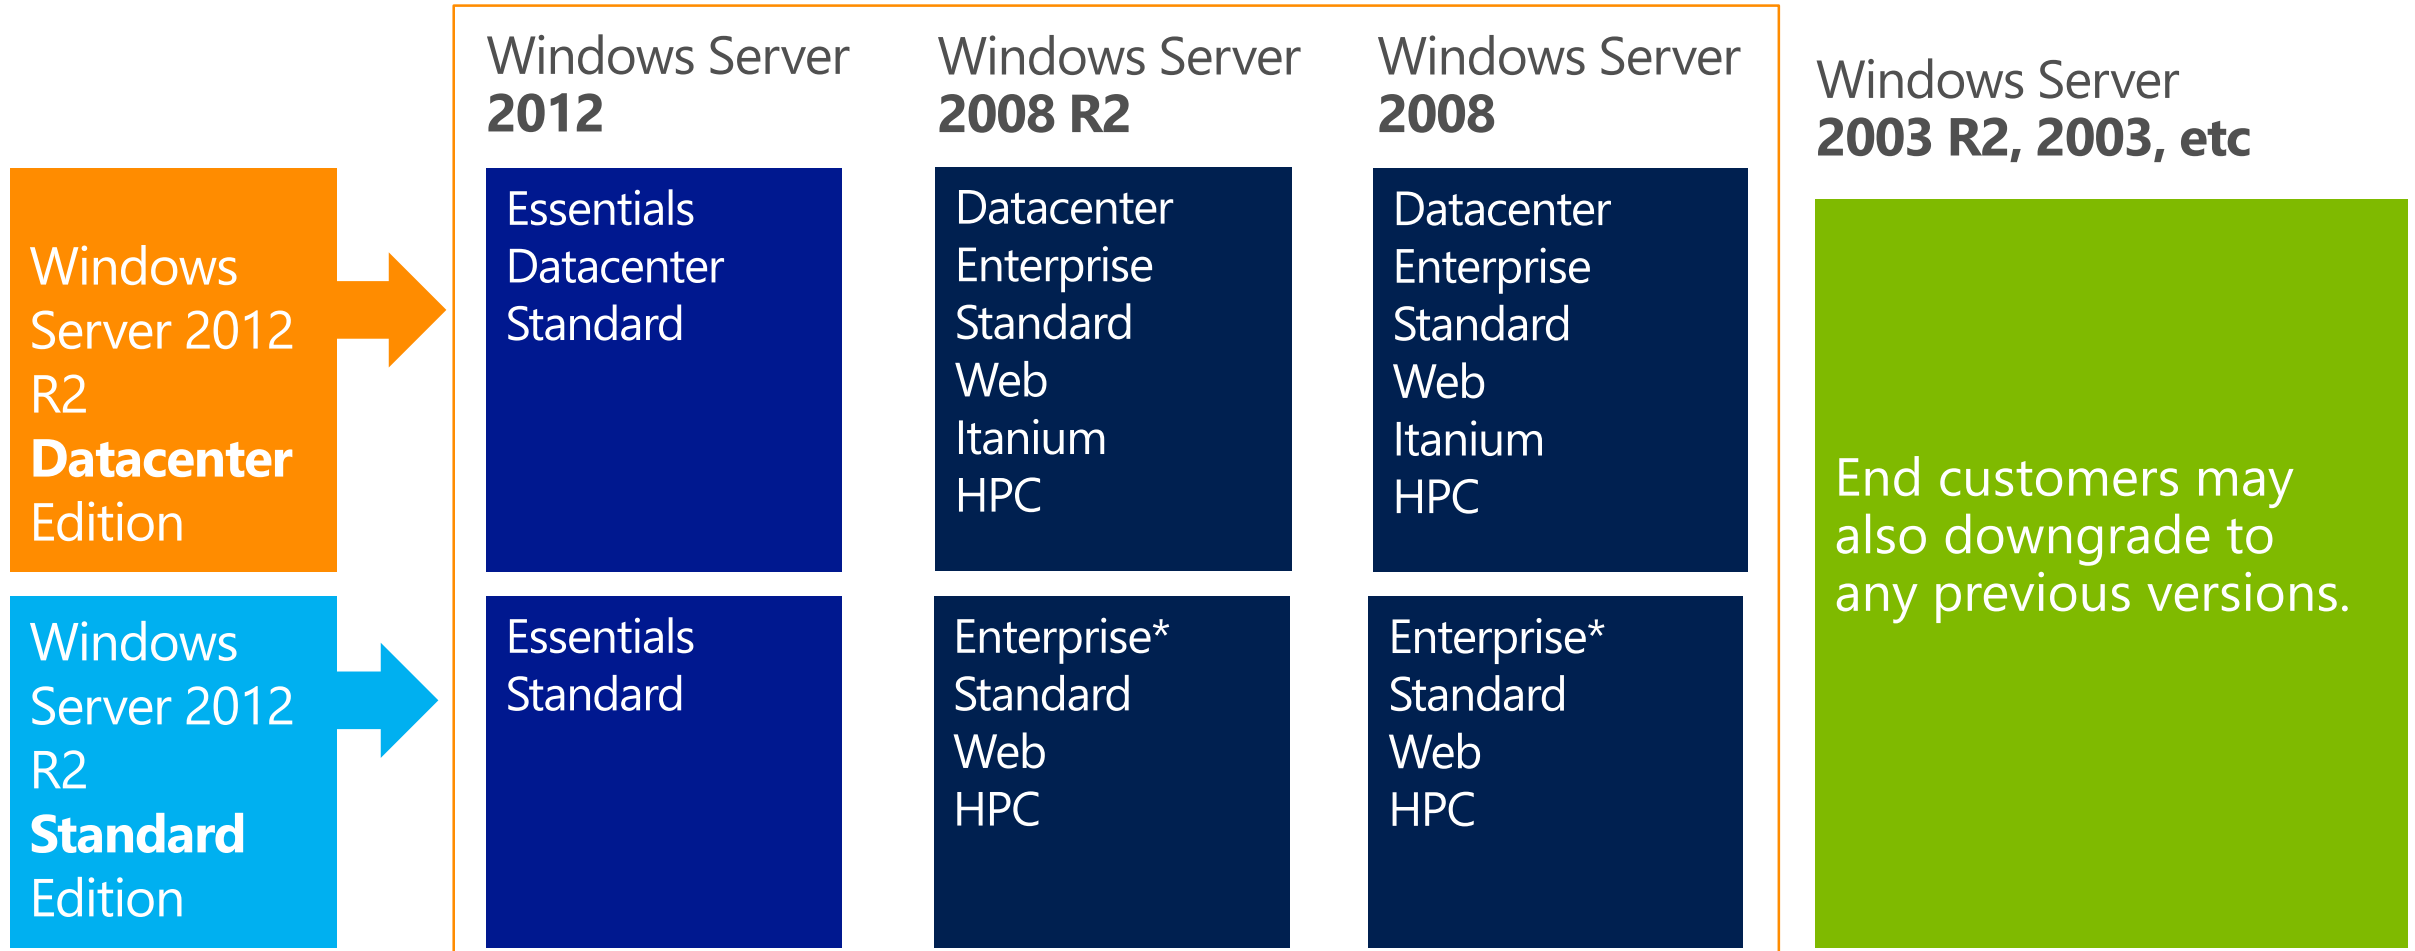 Windows Server
2012
Windows Server
2008 R2
Windows Server
2008
Windows Server
2003 R2, 2003, etc
Windows
Server 2012
R2
Datacenter
Edition
Essentials
Datacenter
Standard
Datacenter
Enterprise
Standard
Web
Itanium
HPC
Datacenter
Enterprise
Standard
Web
Itanium
HPC
End customers may
also downgrade to
any previous versions.
Windows
Server 2012
R2
Standard
Edition
Essentials
Standard
Enterprise*
Standard
Web
HPC
Enterprise*
Standard
Web
HPC